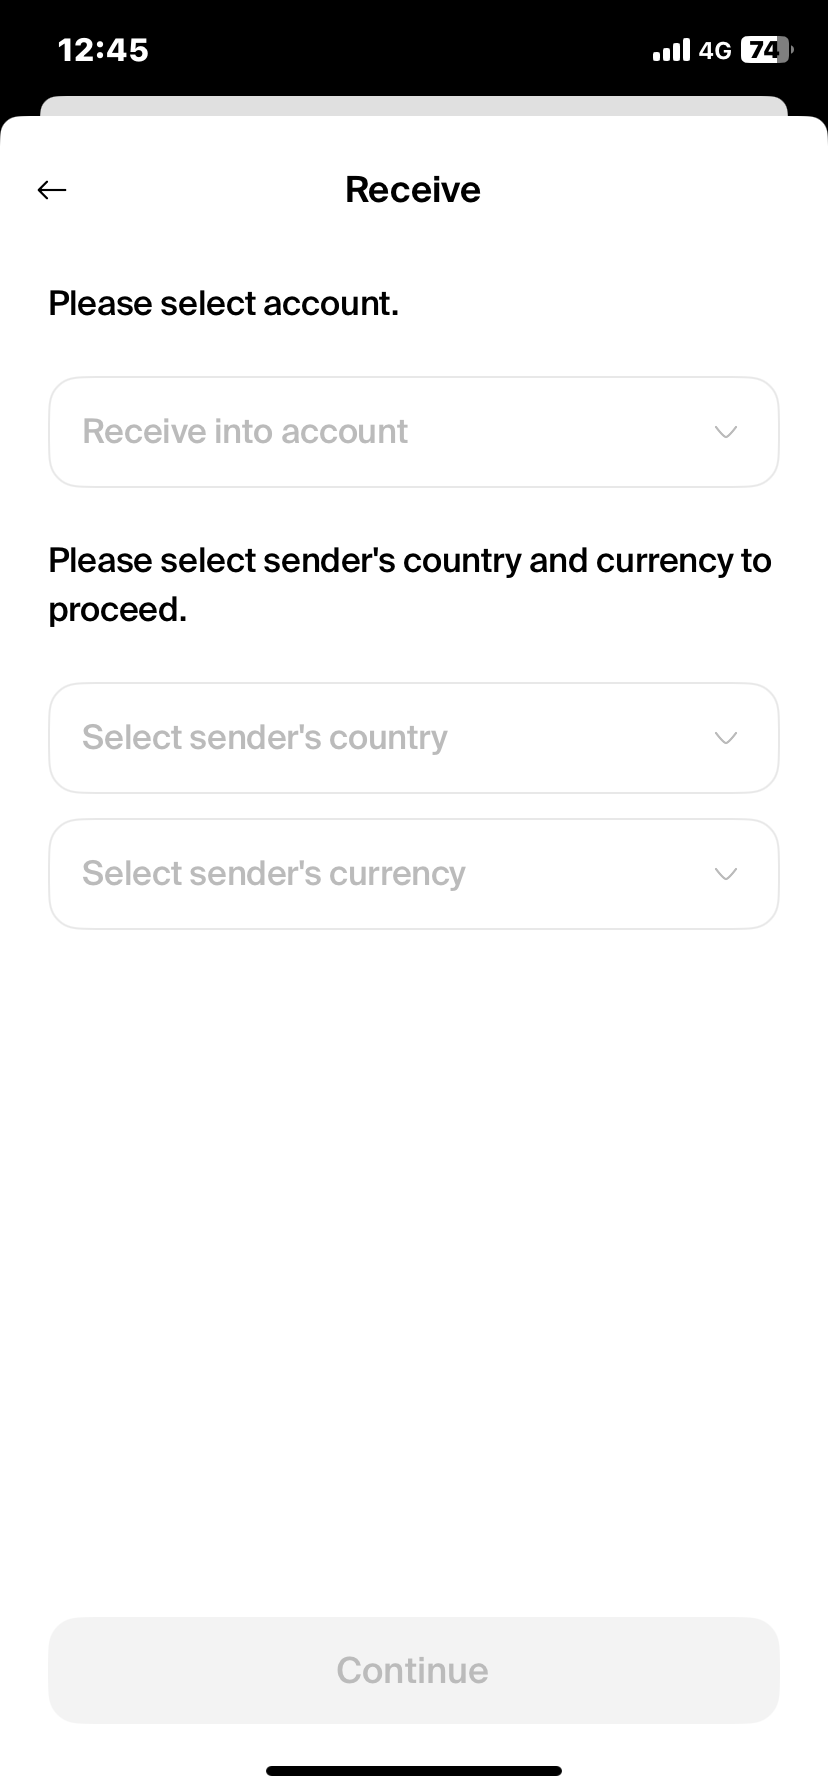 12:45
4G
74
Receive
Please select account.
Receive into account
Please select sender's country and currency to
proceed.
Select sender's country
Select sender's currency
Continue